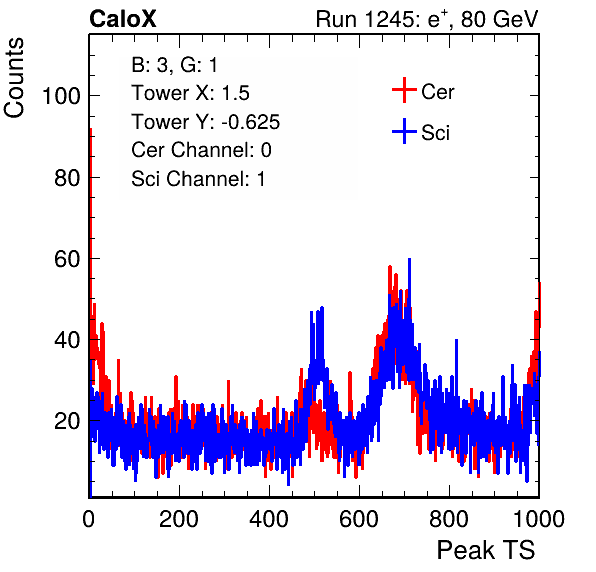 CaloX Run 1245: e+, 80 GeV
Counts
B: 3, G: 1
Tower X: 1.5
Tower Y: -0.625
Cer Channel: 0
Sci Channel: 1
Cer
Sci
100
80
60
40
20
0 200 400 600 800 1000
Peak TS